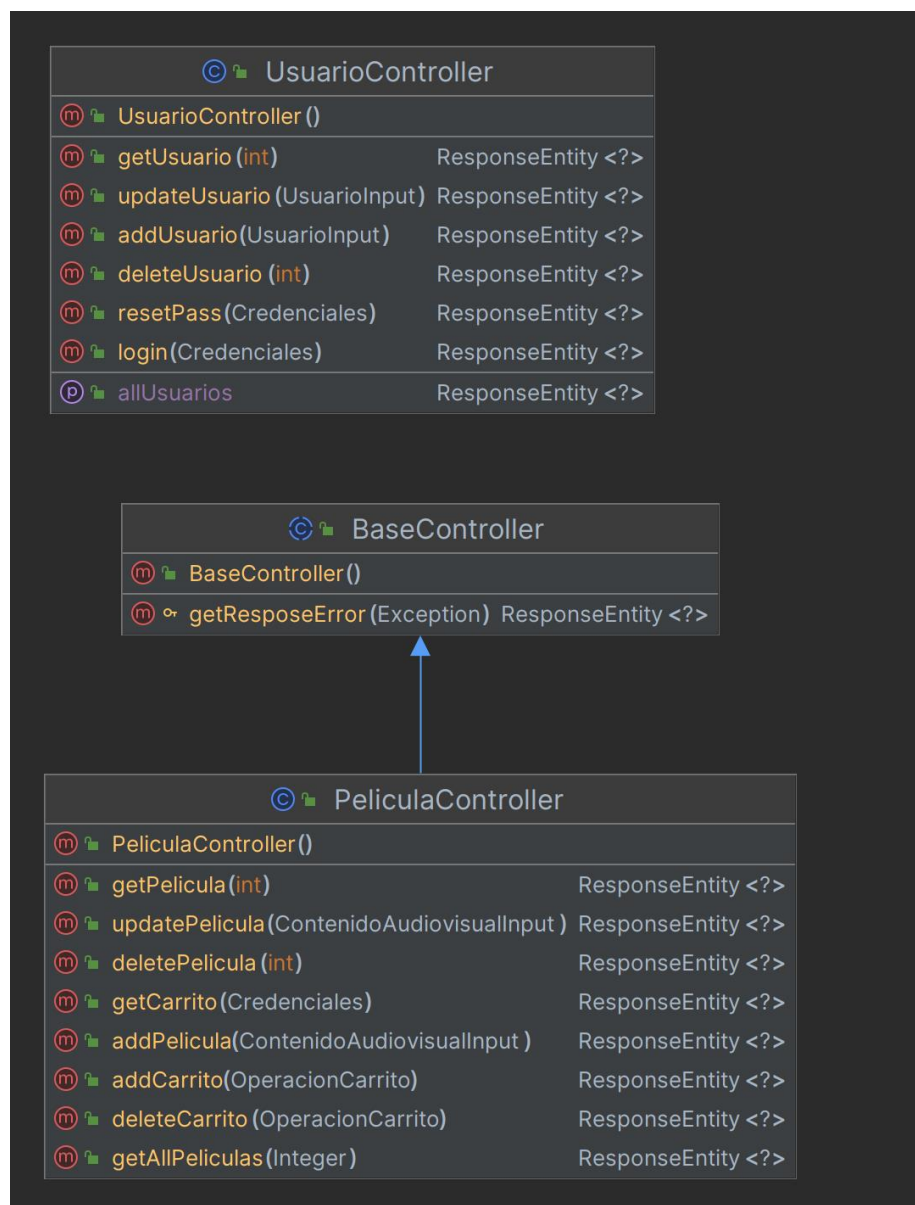 UsuarioController
UsuarioController()
getUsuario(int) ResponseEntity<?>
updateUsuario(UsuarioInput) ResponseEntity<?>
addUsuario(UsuarioInput) ResponseEntity<?>
deleteUsuario(int) ResponseEntity<?>
resetPass(Credenciales) ResponseEntity<?>
login(Credenciales) ResponseEntity<?>
allUsuarios ResponseEntity<?>
BaseController
BaseController()
getResposeError(Exception) ResponseEntity<?>
PeliculaController
PeliculaController()
getPelicula(int) ResponseEntity<?>
updatePelicula(ContenidoAudiovisualInput) ResponseEntity<?>
deletePelicula(int) ResponseEntity<?>
getCarrito(Credenciales) ResponseEntity<?>
addPelicula(ContenidoAudiovisualInput) ResponseEntity<?>
addCarrito(OperacionCarrito) ResponseEntity<?>
deleteCarrito(OperacionCarrito) ResponseEntity<?>
getAllPeliculas(Integer) ResponseEntity<?>